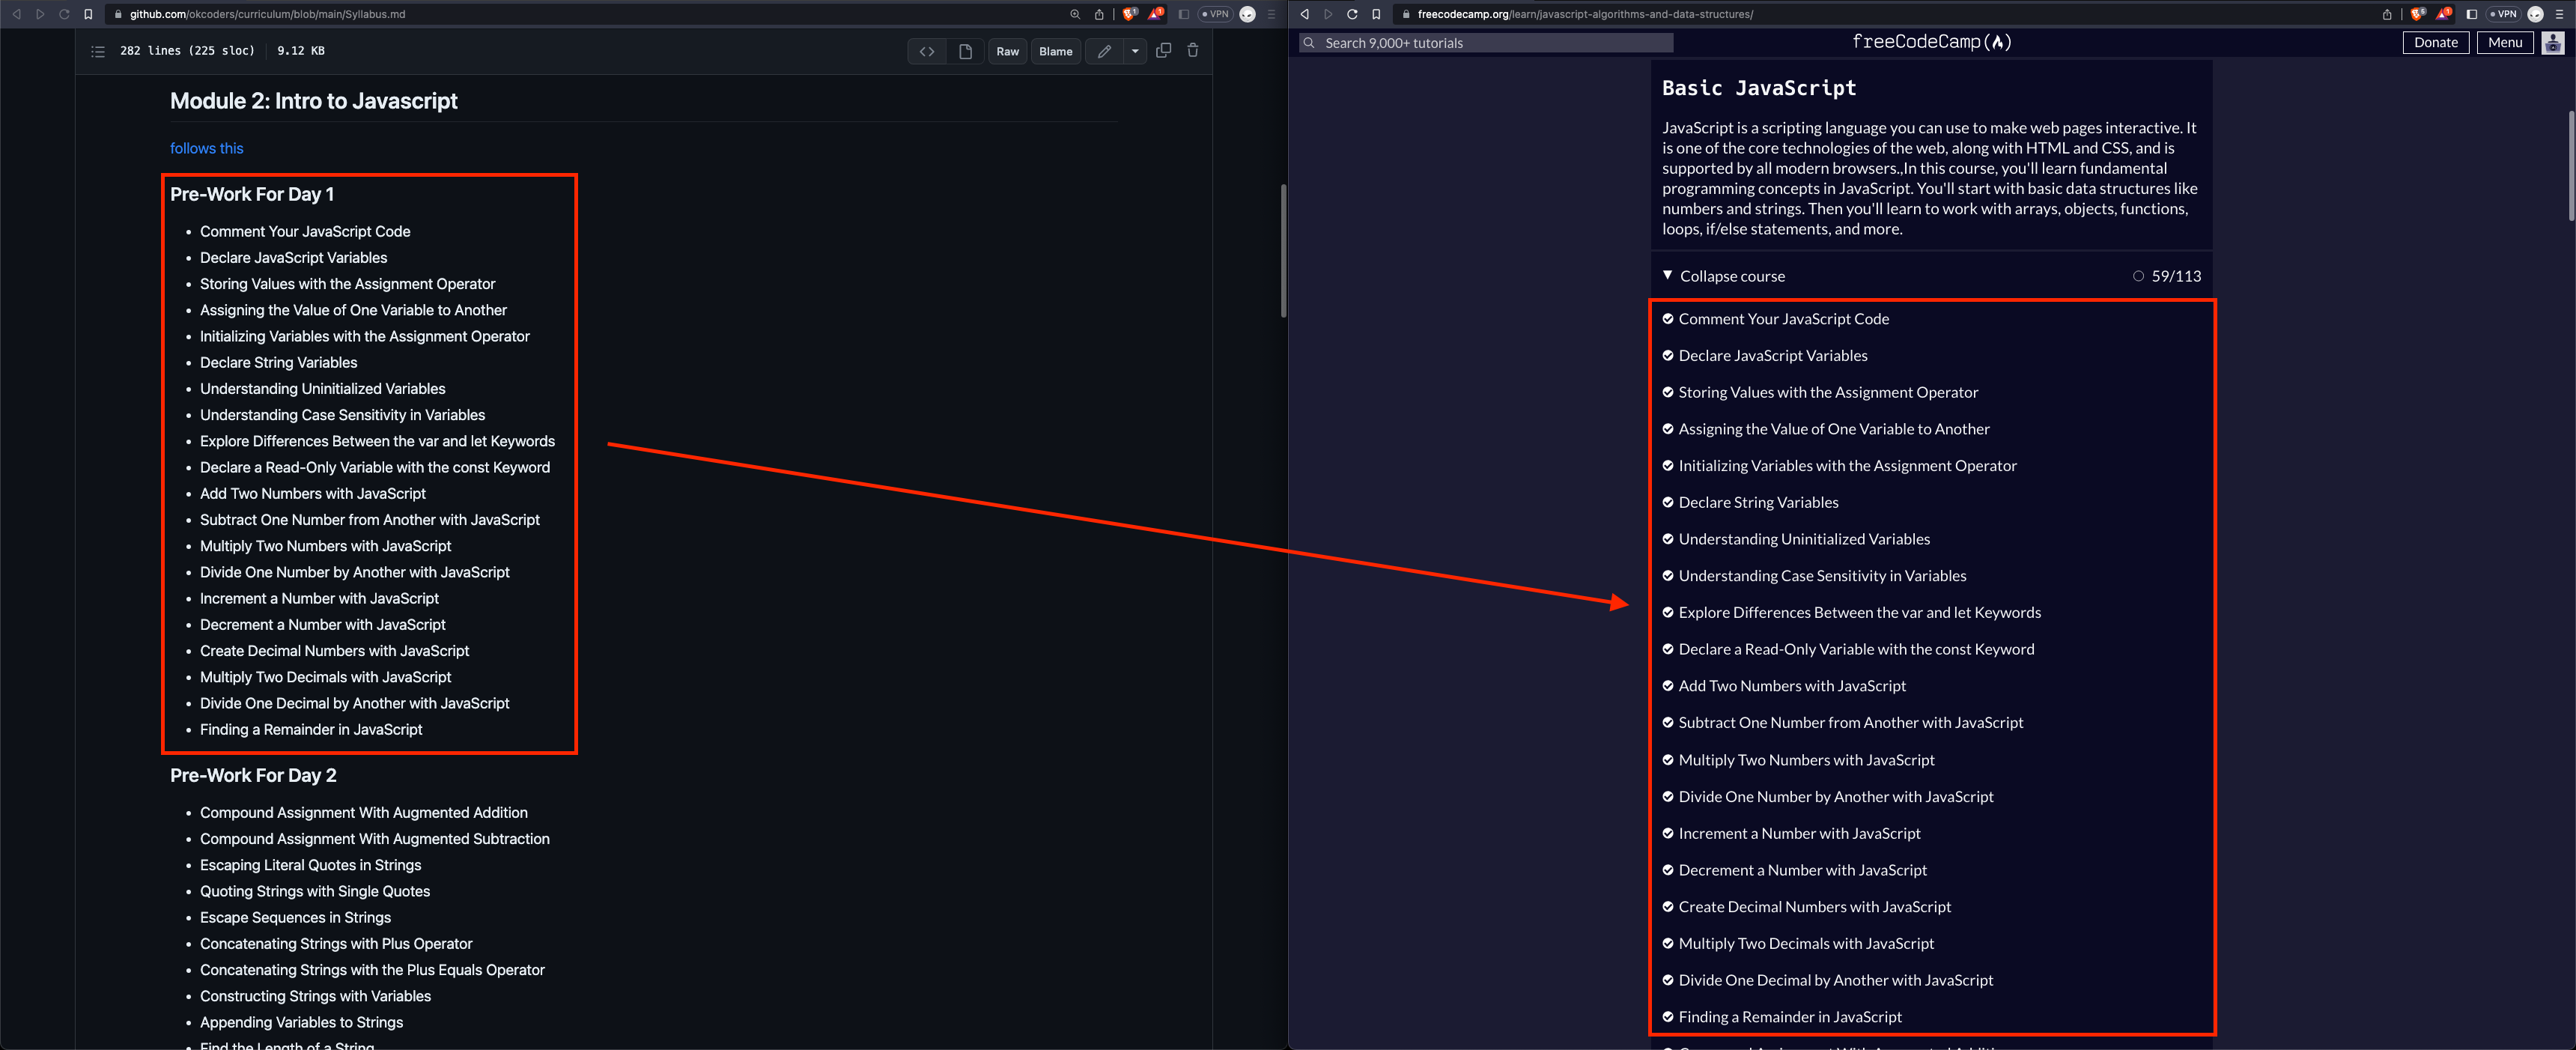 github.com/okcoders/curriculum/blob/main/Syllabus.md
VPN
282 lines (225 sloc) 9.12 KB
Raw
Blame
Module 2: Intro to Javascript
follows this
Pre-Work For Day 1
Comment Your JavaScript Code
Declare JavaScript Variables
Storing Values with the Assignment Operator
Assigning the Value of One Variable to Another
Initializing Variables with the Assignment Operator
Declare String Variables
Understanding Uninitialized Variables
Understanding Case Sensitivity in Variables
Explore Differences Between the var and let Keywords
Declare a Read-Only Variable with the const Keyword
Add Two Numbers with JavaScript
Subtract One Number from Another with JavaScript
Multiply Two Numbers with JavaScript
Divide One Number by Another with JavaScript
Increment a Number with JavaScript
Decrement a Number with JavaScript
Create Decimal Numbers with JavaScript
Multiply Two Decimals with JavaScript
Divide One Decimal by Another with JavaScript
Finding a Remainder in JavaScript
Pre-Work For Day 2
Compound Assignment With Augmented Addition
Compound Assignment With Augmented Subtraction
Escaping Literal Quotes in Strings
Quoting Strings with Single Quotes
Escape Sequences in Strings
Concatenating Strings with Plus Operator
Concatenating Strings with the Plus Equals Operator
Constructing Strings with Variables
Appending Variables to Strings
Find the Length of a String
freecodecamp.org/learn/javascript-algorithms-and-data-structures/
VPN
Search 9,000+ tutorials
freeCodeCamp
Donate
Menu
Basic JavaScript
JavaScript is a scripting language you can use to make web pages interactive. It
is one of the core technologies of the web, along with HTML and CSS, and is
supported by all modern browsers.,In this course, you'll learn fundamental
programming concepts in JavaScript. You'll start with basic data structures like
numbers and strings. Then you'll learn to work with arrays, objects, functions,
loops, if/else statements, and more.
Collapse course
59/113
Comment Your JavaScript Code
Declare JavaScript Variables
Storing Values with the Assignment Operator
Assigning the Value of One Variable to Another
Initializing Variables with the Assignment Operator
Declare String Variables
Understanding Uninitialized Variables
Understanding Case Sensitivity in Variables
Explore Differences Between the var and let Keywords
Declare a Read-Only Variable with the const Keyword
Add Two Numbers with JavaScript
Subtract One Number from Another with JavaScript
Multiply Two Numbers with JavaScript
Divide One Number by Another with JavaScript
Increment a Number with JavaScript
Decrement a Number with JavaScript
Create Decimal Numbers with JavaScript
Multiply Two Decimals with JavaScript
Divide One Decimal by Another with JavaScript
Finding a Remainder in JavaScript